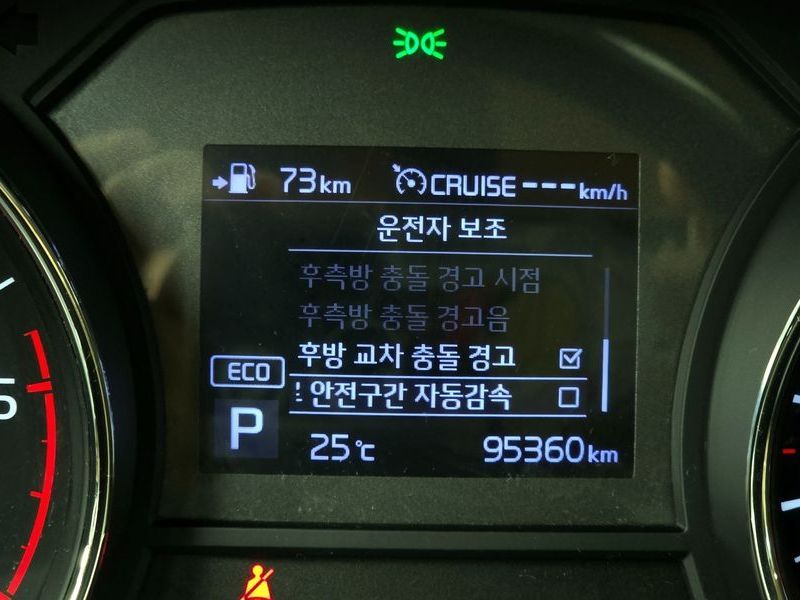 73km CRUISE---km/h
운전자 보조
후측방 충돌 경고 시점
후측방 충돌 경고음
후방 교차 충돌 경고
ECO
안전구간 자동감속
P
25℃ 95360km
5